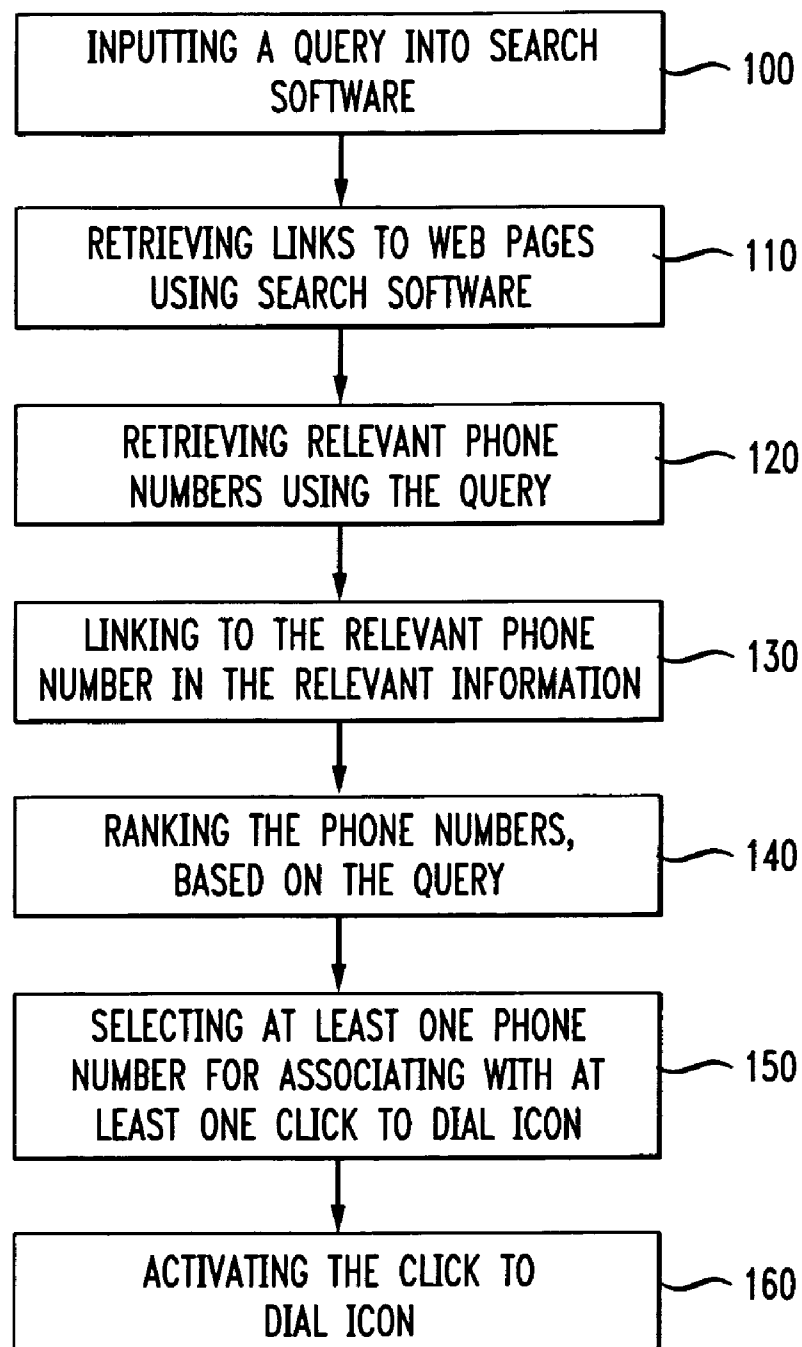 INPUTTING A QUERY INTO SEARCH
SOFTWARE
100
RETRIEVING LINKS TO WEB PAGES
USING SEARCH SOFTWARE
110
RETRIEVING RELEVANT PHONE
NUMBERS USING THE QUERY
120
LINKING TO THE RELEVANT PHONE
NUMBER IN THE RELEVANT INFORMATION
130
RANKING THE PHONE NUMBERS,
BASED ON THE QUERY
140
SELECTING AT LEAST ONE PHONE
NUMBER FOR ASSOCIATING WITH AT
LEAST ONE CLICK TO DIAL ICON
150
ACTIVATING THE CLICK TO
DIAL ICON
160